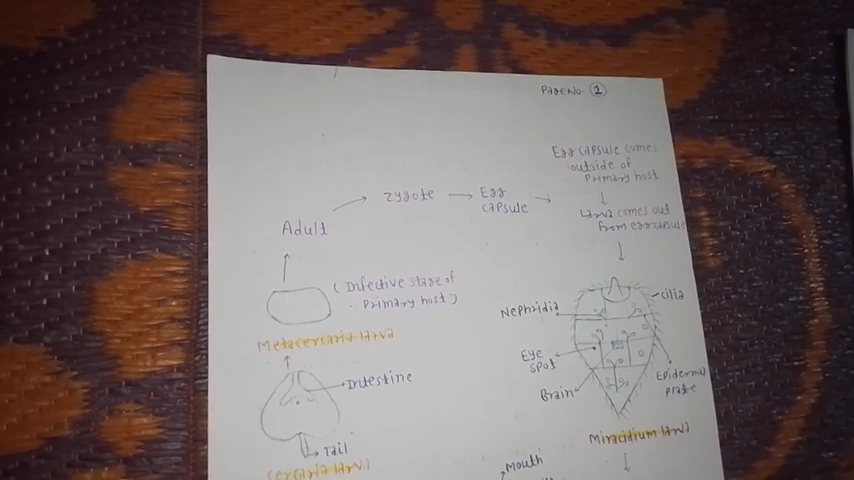 Page No. 1
Egg capsule comes
outside of
Primary host
Zygote
Egg
capsule
Larva comes out
from egg capsule
Adult
(Infective stage of
Primary host)
Metacercaria larva
Nephridia
Cilia
Eye
spot
Brain
Epidermal
plate
Miracidium larva
Intestine
Tail
Cercaria larva
Mouth